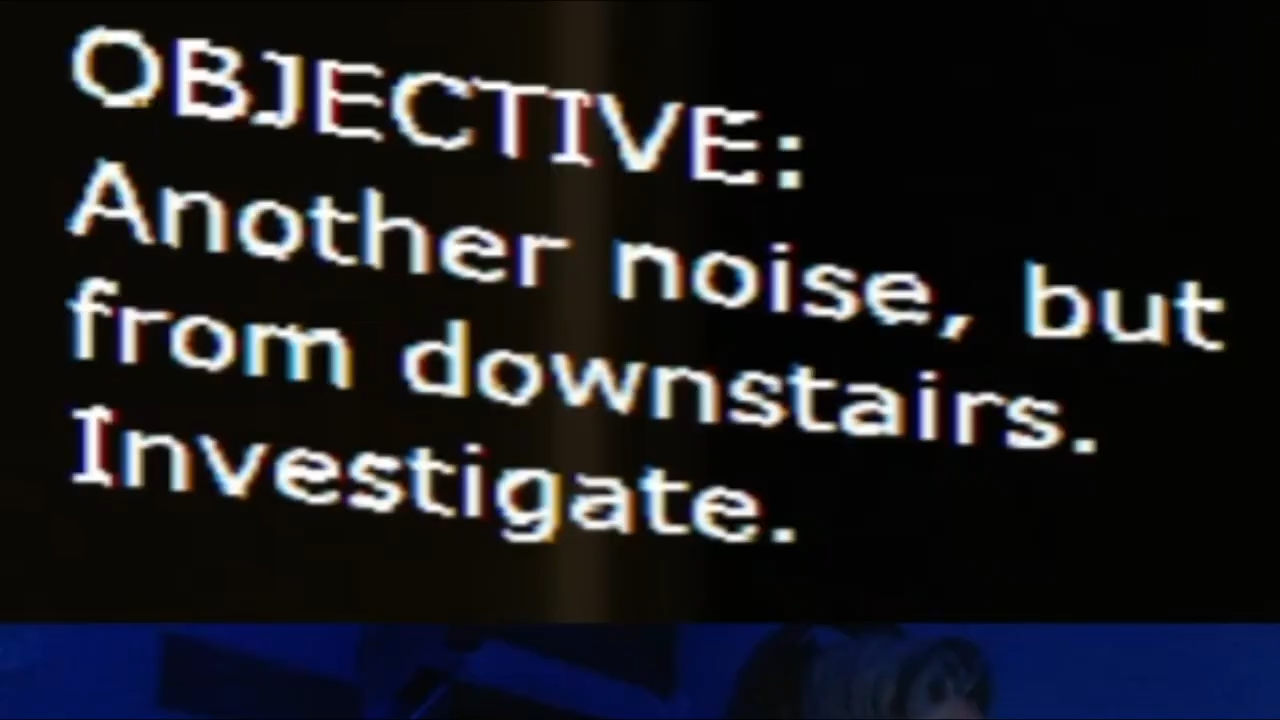 OBJECTIVE:
Another noise, but
from downstairs.
Investigate.